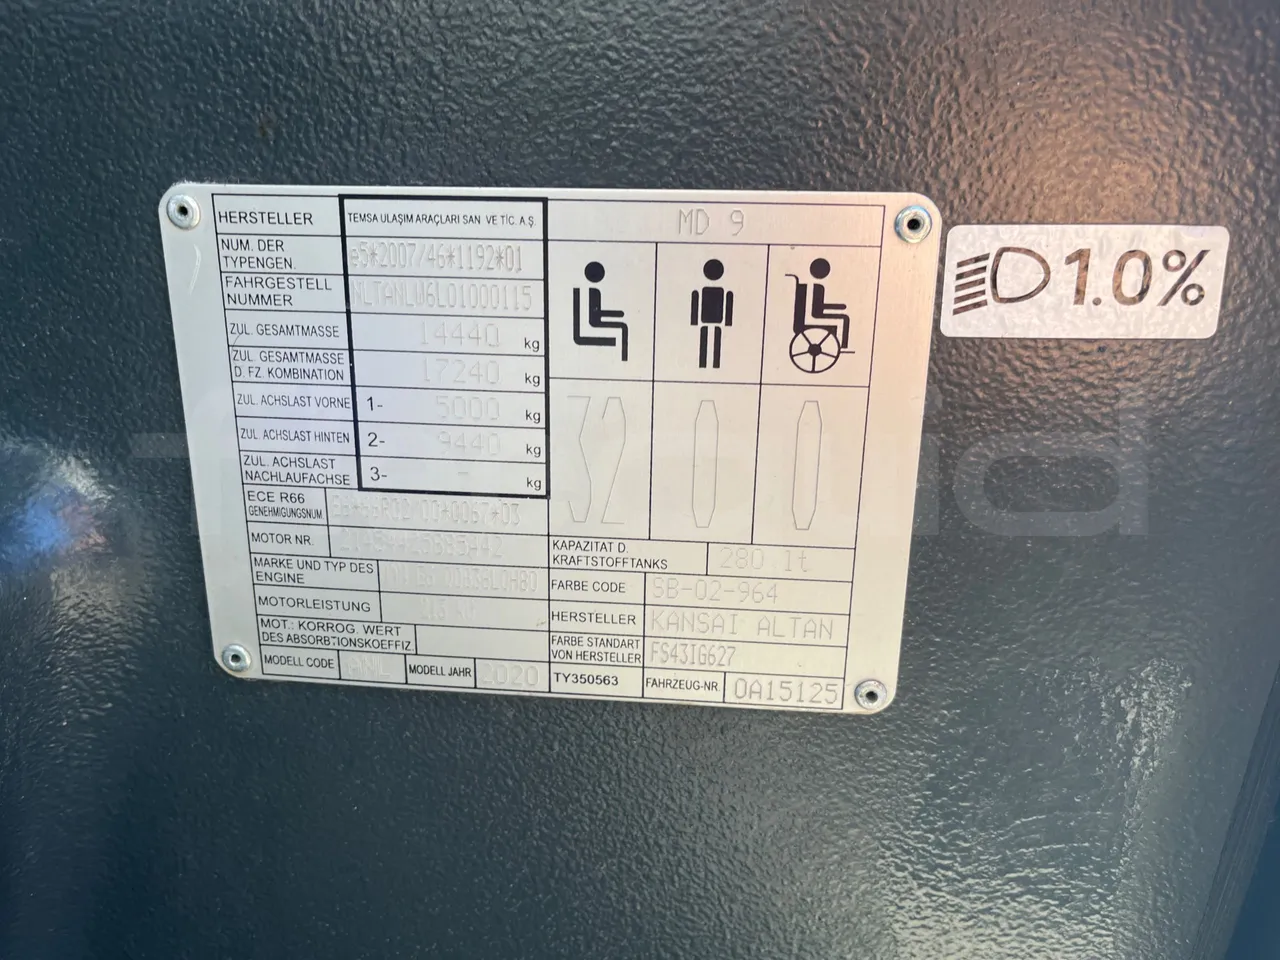 HERSTELLER TEMSA ULAŞIM ARAÇLARI SAN VE TİC. A.Ş. MD 9
NUM. DER
TYPENGEN. e5*2007/46*1192*01
FAHRGESTELL
NUMMER
ZUL. GESAMTMASSE 14440 kg
ZUL. GESAMTMASSE
D. FZ. KOMBINATION 17240 kg
ZUL. ACHSLAST VORNE 1- 5000 kg
ZUL. ACHSLAST HINTEN 2- 9440 kg
ZUL. ACHSLAST
NACHLAUFACHSE 3- - kg
32 0 0
ECE R66
GENEHMIGUNGSNUM.
MOTOR NR.
MARKE UND TYP DES
ENGINE
MOTORLEISTUNG
MOT.: KORROG. WERT
DES ABSORBTIONSKOEFFIZ.
MODELL CODE ANL MODELL JAHR 2020
KAPAZITAT D.
KRAFTSTOFFTANKS 280 lt
FARBE CODE SB-02-964
HERSTELLER KANSAI ALTAN
FARBE STANDART
VON HERSTELLER FS43IG627
TY350563 FAHRZEUG-NR 0A15125
1.0%